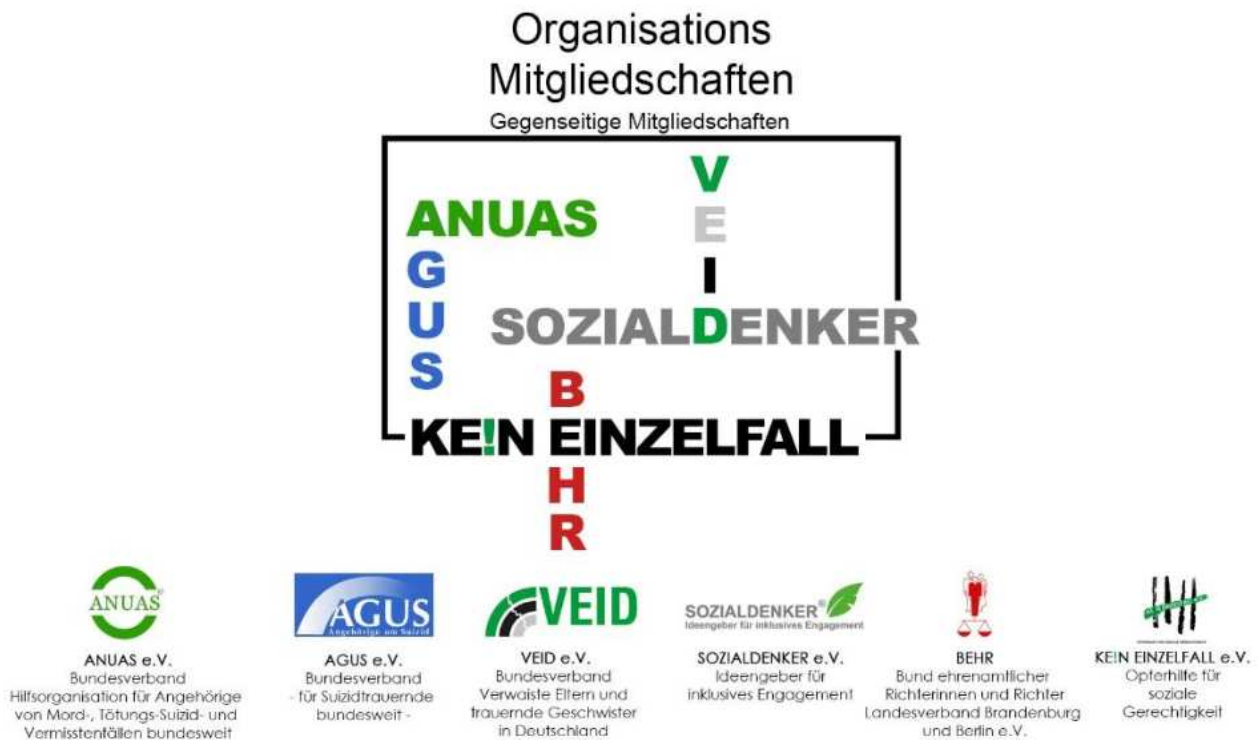 Organisations
Mitgliedschaften
Gegenseitige Mitgliedschaften
VEID
ANUAS
AGUS
SOZIALDENKER
BEHR
KE!N EINZELFALL
ANUAS
ANUAS e.V.
Bundesverband
Hilfsorganisation für Angehörige
von Mord-, Tötungs-Suizid- und
Vermisstenfällen bundesweit
AGUS
Angehörige um Suizid
AGUS e.V.
Bundesverband
- für Suizidtrauernde
bundesweit -
VEID
VEID e.V.
Bundesverband
Verwaiste Eltern und
trauernde Geschwister
in Deutschland
SOZIALDENKER®
Ideengeber für inklusives Engagement
SOZIALDENKER e.V.
Ideengeber für
inklusives Engagement
BEHR
Bund ehrenamtlicher
Richterinnen und Richter
Landesverband Brandenburg
und Berlin e.V.
KE!N EINZELFALL e.V.
Opferhilfe für
soziale
Gerechtigkeit